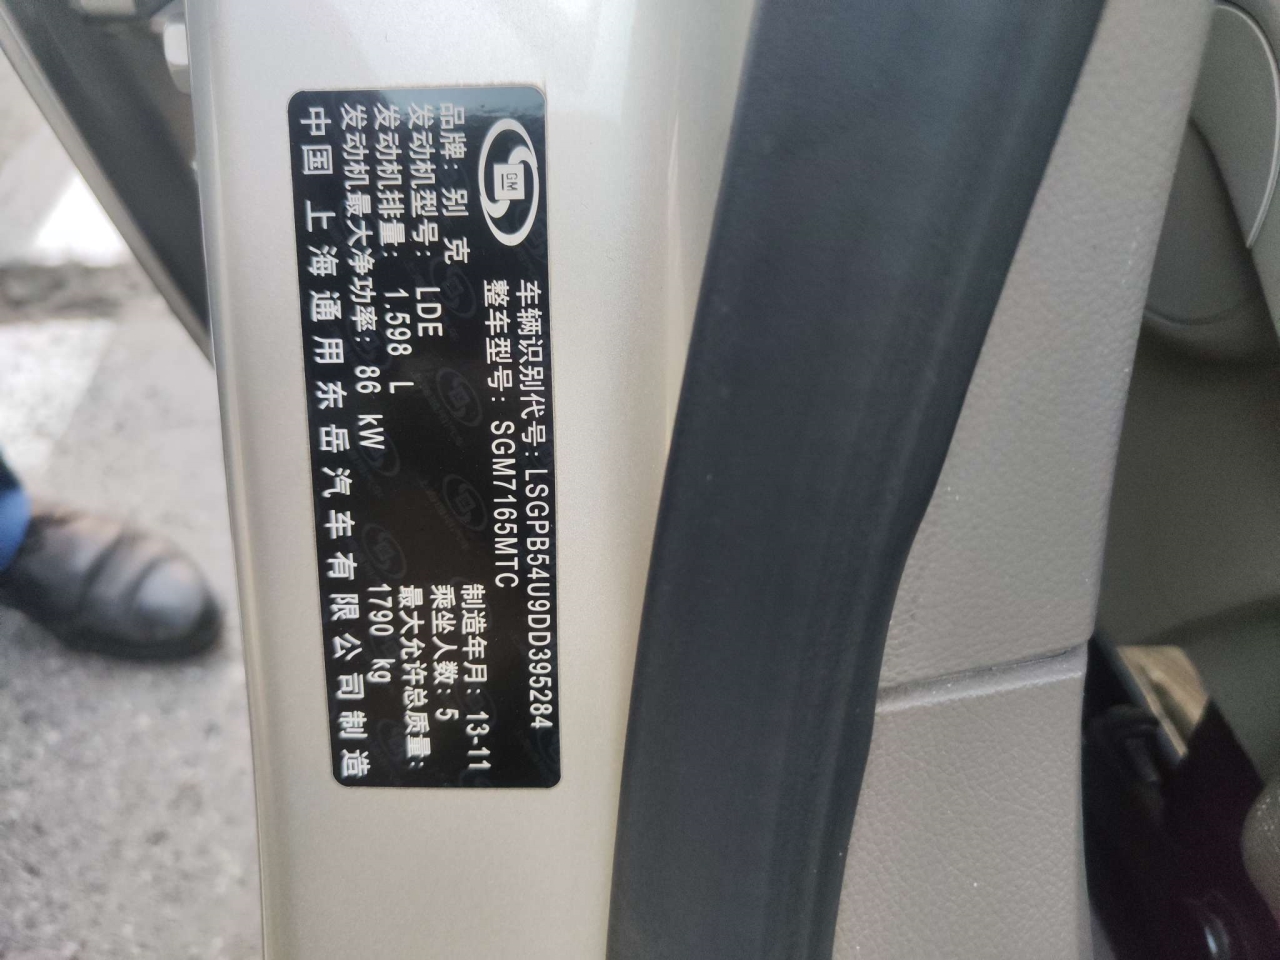 GM
车辆识别代号:LSGPB54U9DD395284
整车型号: SGM7165MTC
品牌: 别 克
制造年月: 13-11
发动机型号: LDE
乘坐人数: 5
发动机排量: 1.598 L
最大允许总质量:
发动机最大净功率: 86 kW
1790 kg
中国 上海通用东岳汽车有限公司制造